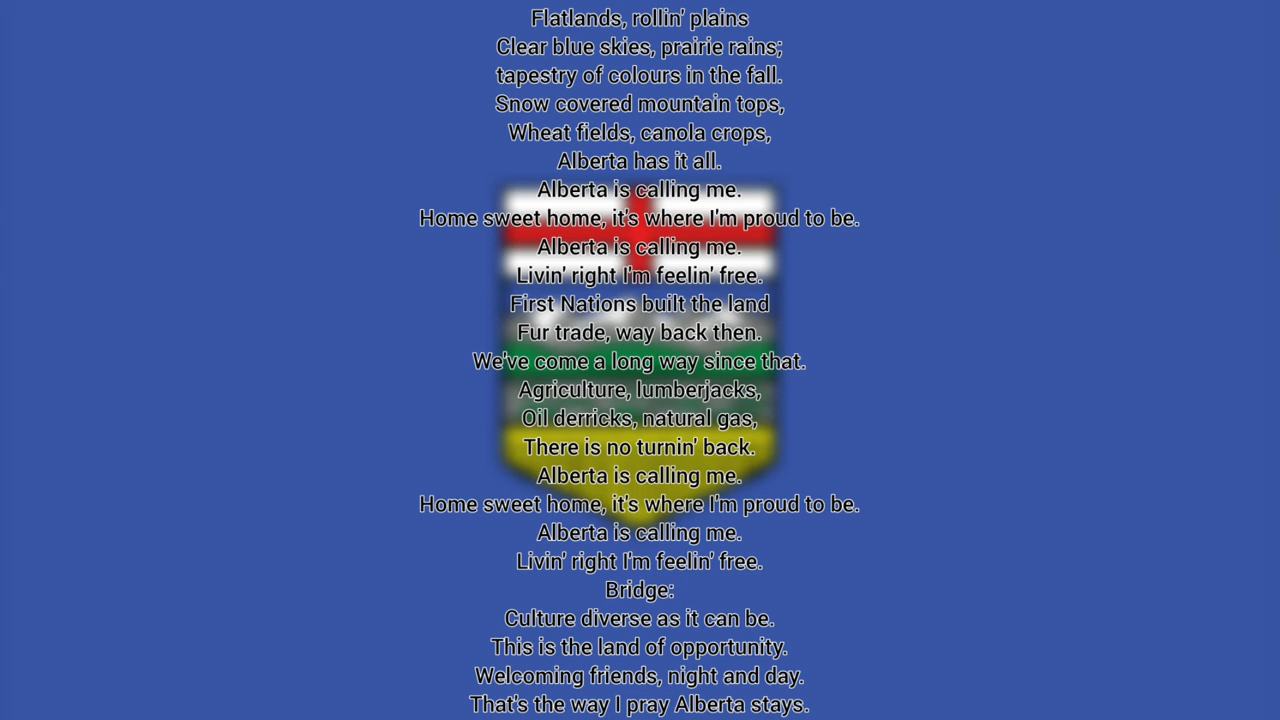 Flatlands, rollin' plains
Clear blue skies, prairie rains;
tapestry of colours in the fall.
Snow covered mountain tops,
Wheat fields, canola crops,
Alberta has it all.
Alberta is calling me.
Home sweet home, it's where I'm proud to be.
Alberta is calling me.
Livin' right I'm feelin' free.
First Nations built the land
Fur trade, way back then.
We've come a long way since that.
Agriculture, lumberjacks,
Oil derricks, natural gas,
There is no turnin' back.
Alberta is calling me.
Home sweet home, it's where I'm proud to be.
Alberta is calling me.
Livin' right I'm feelin' free.
Bridge:
Culture diverse as it can be.
This is the land of opportunity.
Welcoming friends, night and day.
That's the way I pray Alberta stays.